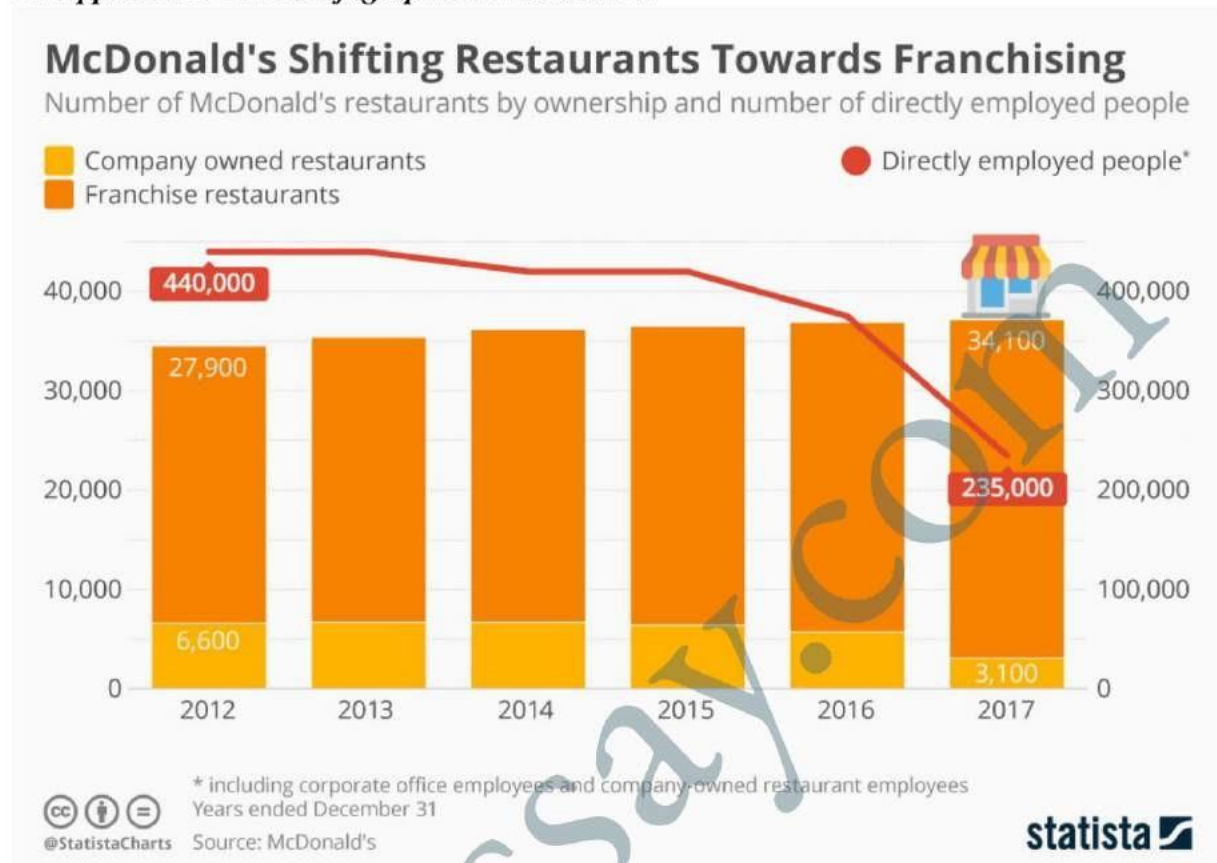 McDonald's Shifting Restaurants Towards Franchising
Number of McDonald's restaurants by ownership and number of directly employed people
Company owned restaurants
Franchise restaurants
Directly employed people*
40,000
30,000
20,000
10,000
0
440,000
27,900
6,600
34,100
235,000
3,100
400,000
300,000
200,000
100,000
0
2012 2013 2014 2015 2016 2017
* including corporate office employees and company-owned restaurant employees
Years ended December 31
@StatistaCharts Source: McDonald's
cc
statista
ssay.com